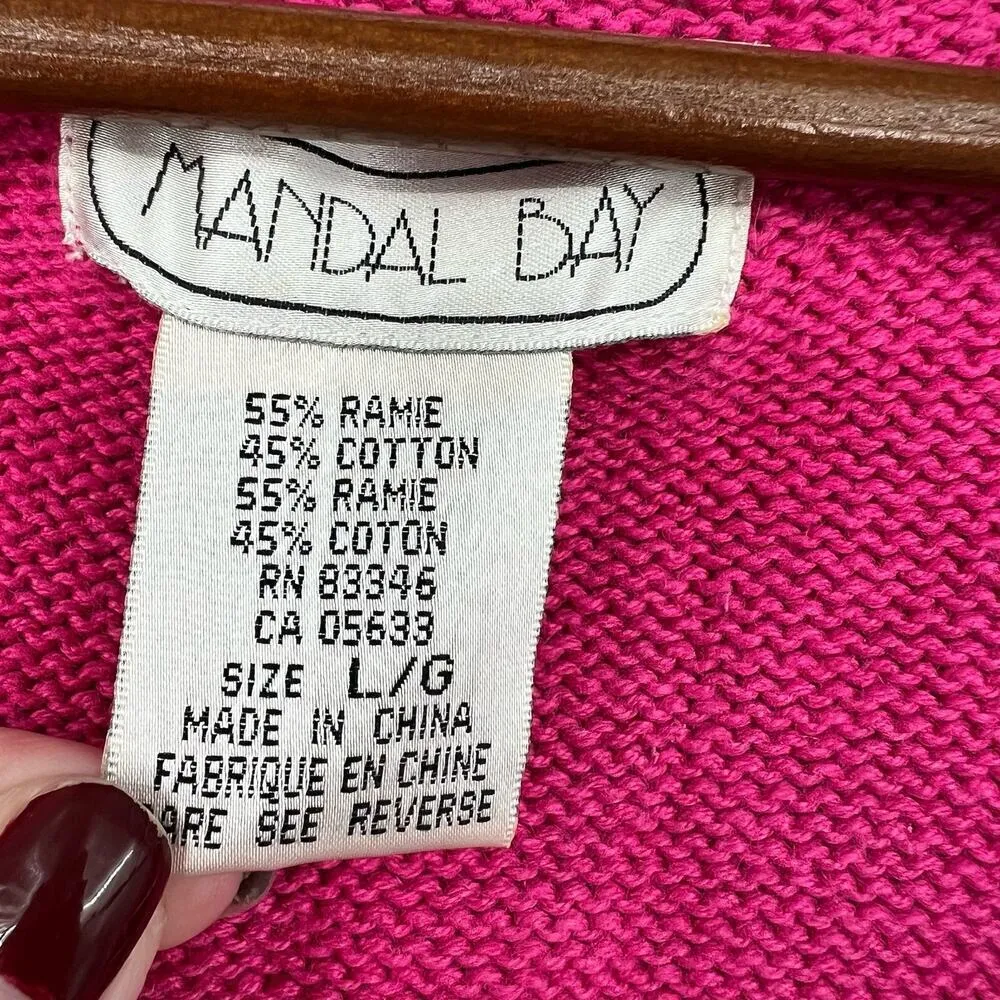 MANDAL BAY
55% RAMIE
45% COTTON
55% RAMIE
45% COTON
RN 83346
CA 05633
SIZE L/G
MADE IN CHINA
FABRIQUE EN CHINE
ARE SEE REVERSE